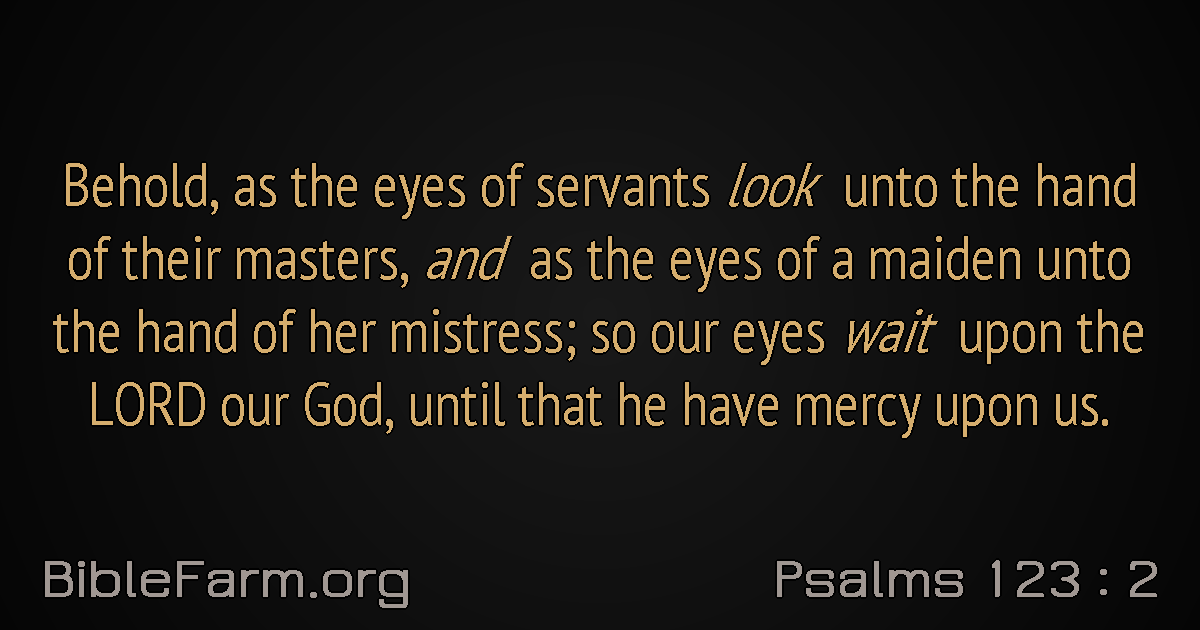 Behold, as the eyes of servants look unto the hand
of their masters, and as the eyes of a maiden unto
the hand of her mistress; so our eyes wait upon the
LORD our God, until that he have mercy upon us.
BibleFarm.org
Psalms 123 : 2